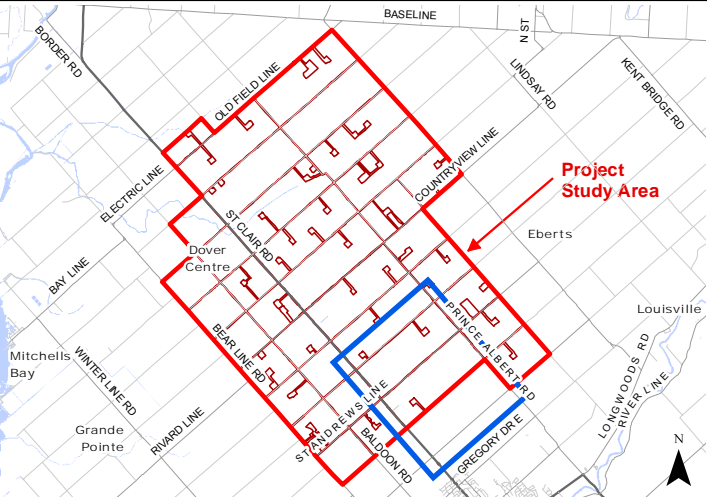 BASELINE
BORDER RD
N ST
LINDSAY RD
KENT BRIDGE RD
OLD FIELD LINE
COUNTRYVIEW LINE
ELECTRIC LINE
Project
Study Area
ST CLAIR RD
Eberts
Dover
Centre
BAY LINE
PRINCE ALBERT RD
Louisville
BEAR LINE RD
Mitchells
Bay
WINTER LINE RD
LONGWOODS RD
RIVER LINE
ST ANDREWS LINE
Grande
Pointe
RIVARD LINE
BALDOON RD
GREGORY DR E
N